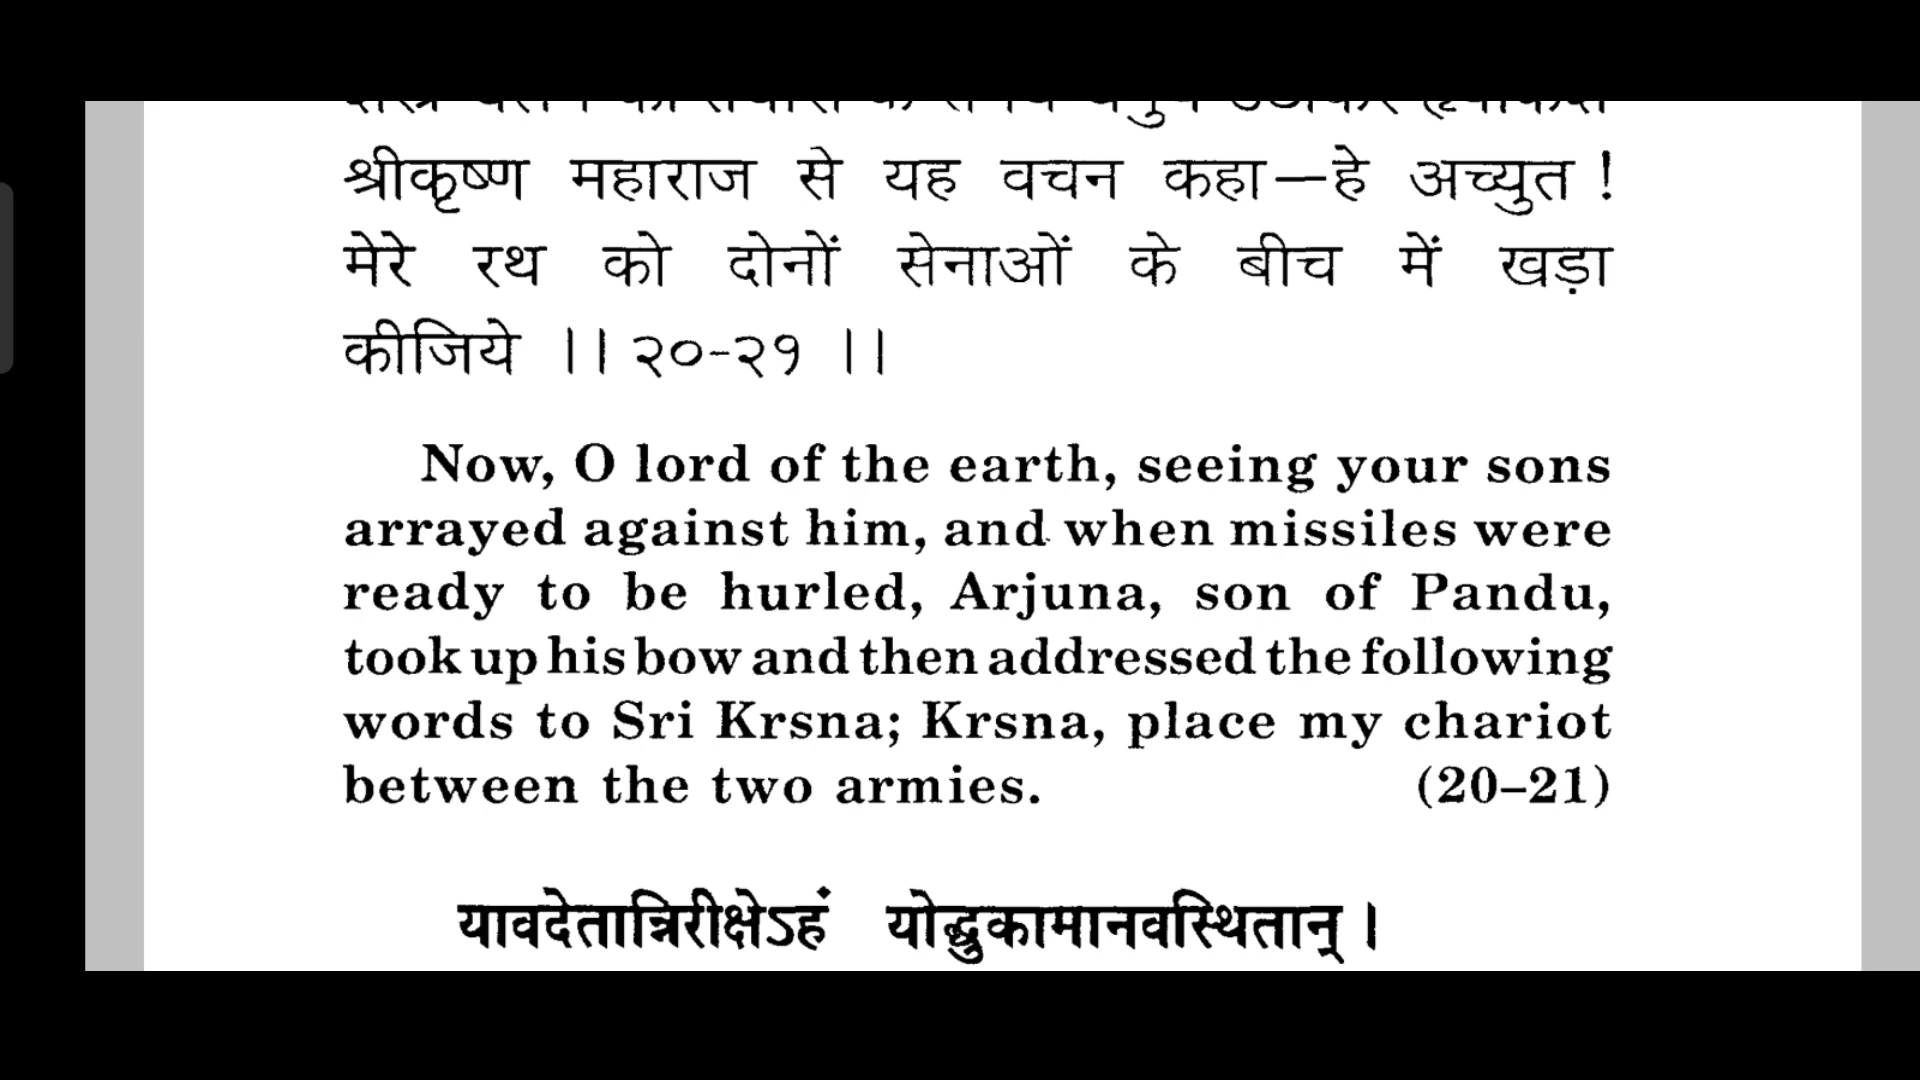 श्रीकृष्ण महाराज से यह वचन कहा—हे अच्युत !
मेरे रथ को दोनों सेनाओं के बीच में खड़ा
कीजिये ।। २०-२१ ।।
Now, O lord of the earth, seeing your sons
arrayed against him, and when missiles were
ready to be hurled, Arjuna, son of Pandu,
took up his bow and then addressed the following
words to Sri Krsna; Krsna, place my chariot
between the two armies. (20–21)
यावदेतान्निरीक्षेऽहं योद्धुकामानवस्थितान् ।